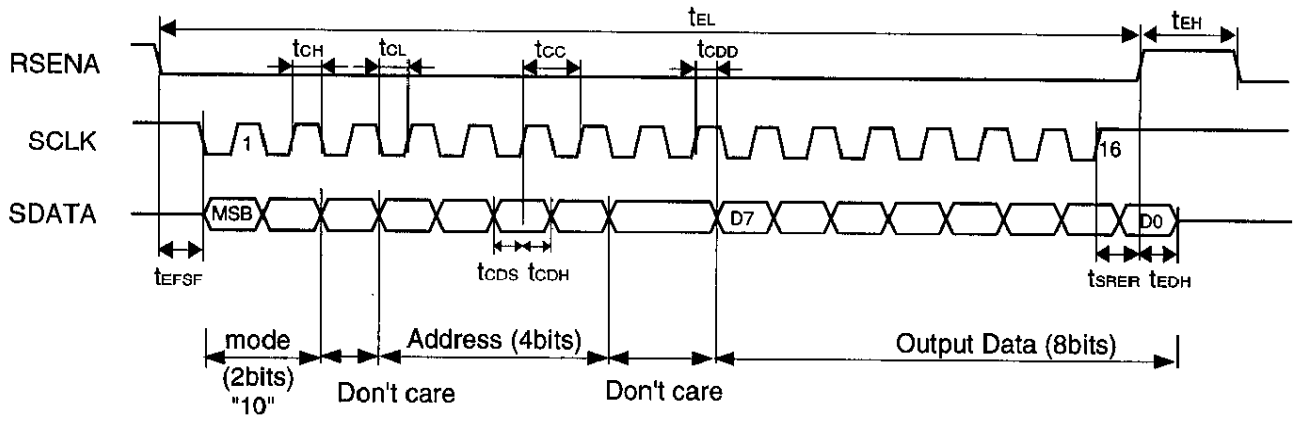 tEL
tEH
tCH
tCL
tCC
tCDD
RSENA
SCLK
1
16
SDATA
MSB
D7
D0
tEFSF
tCDS
tCDH
tSRER
tEDH
mode
(2bits)
"10"
Don't care
Address (4bits)
Don't care
Output Data (8bits)